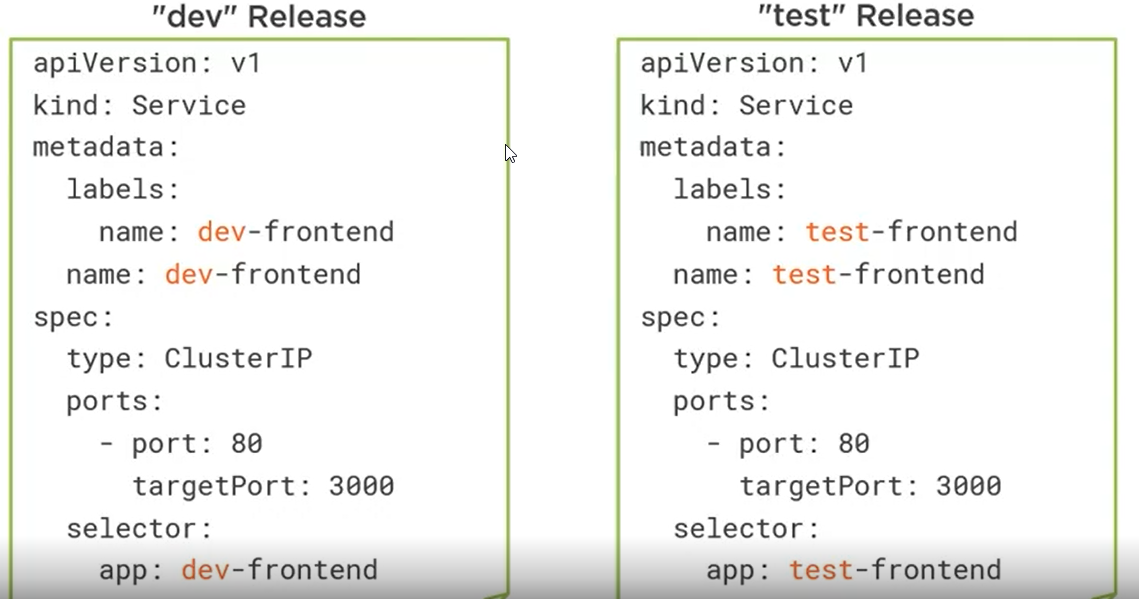 "dev" Release
apiVersion: v1
kind: Service
metadata:
  labels:
    name: dev-frontend
  name: dev-frontend
spec:
  type: ClusterIP
  ports:
    - port: 80
      targetPort: 3000
  selector:
    app: dev-frontend
"test" Release
apiVersion: v1
kind: Service
metadata:
  labels:
    name: test-frontend
  name: test-frontend
spec:
  type: ClusterIP
  ports:
    - port: 80
      targetPort: 3000
  selector:
    app: test-frontend